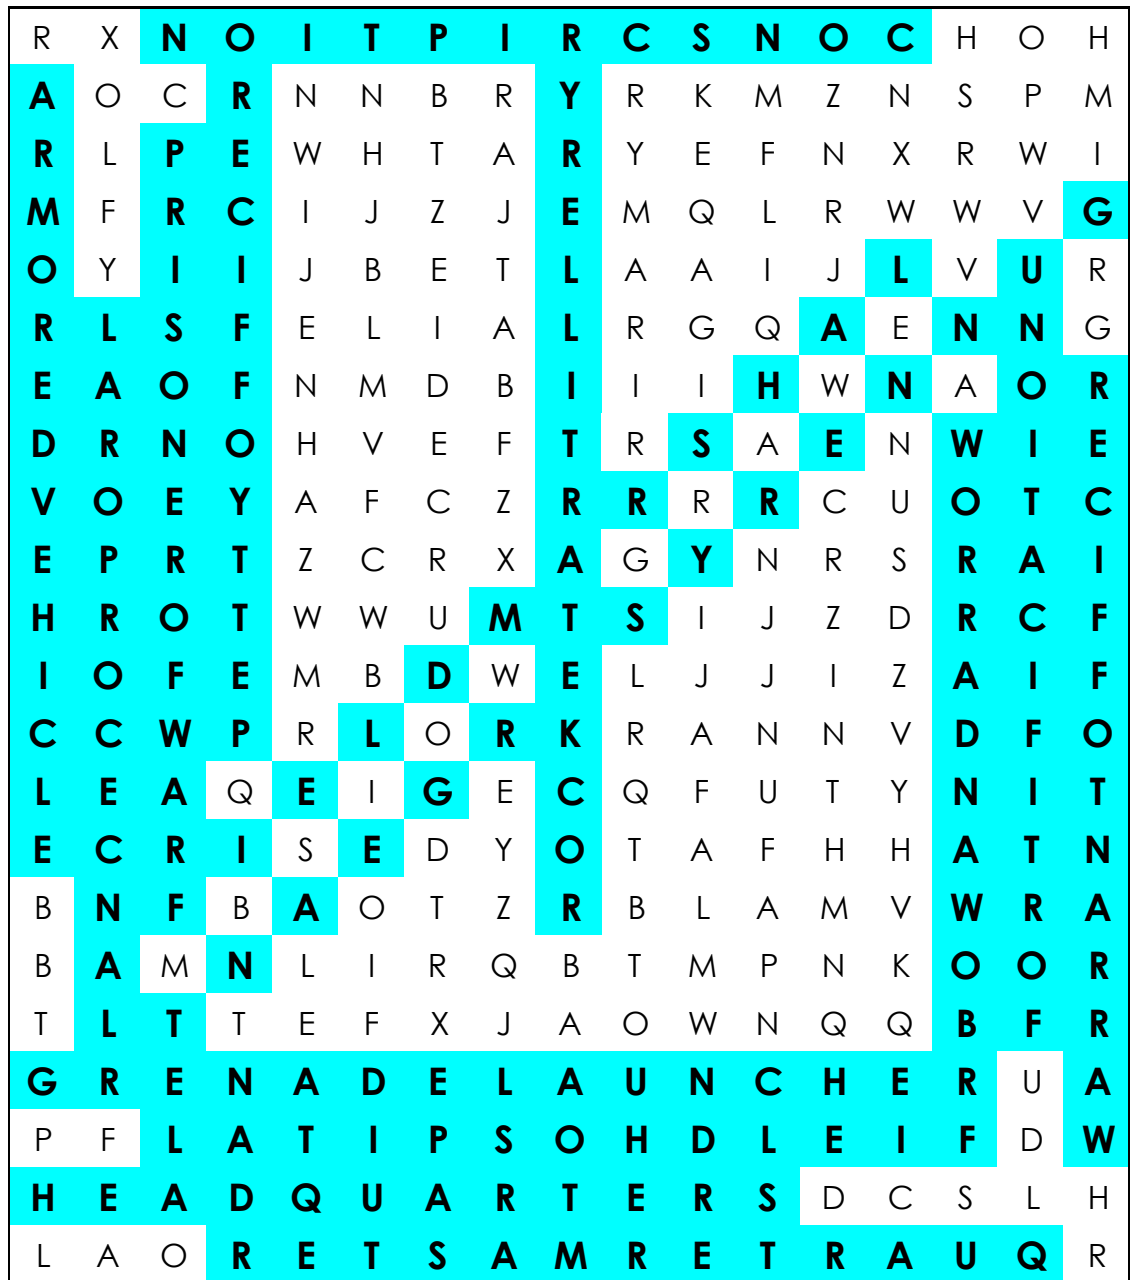 R X N O I T P I R C S N O C H O H
A O C R N N B R Y R K M Z N S P M
R L P E W H T A R Y E F N X R W I
M F R C I J Z J E M Q L R W W V G
O Y I I J B E T L A A I J L V U R
R L S F E L I A L R G Q A E N N G
E A O F N M D B I I I H W N A O R
D R N O H V E F T R S A E N W I E
V O E Y A F C Z R R R R C U O T C
E P R T Z C R X A G Y N R S R A I
H R O T W W U M T S I J Z D R C F
I O F E M B D W E L J J I Z A I F
C C W P R L O R K R A N N V D F O
L E A Q E I G E C Q F U T Y N I T
E C R I S E D Y O T A F H H A T N
B N F B A O T Z R B L A M V W R A
B A M N L I R Q B T M P N K O O R
T L T T E F X J A O W N Q Q B F R
G R E N A D E L A U N C H E R U A
P F L A T I P S O H D L E I F D W
H E A D Q U A R T E R S D C S L H
L A O R E T S A M R E T R A U Q R